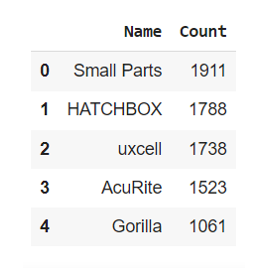 Name Count
0 Small Parts 1911
1 HATCHBOX 1788
2 uxcell 1738
3 AcuRite 1523
4 Gorilla 1061